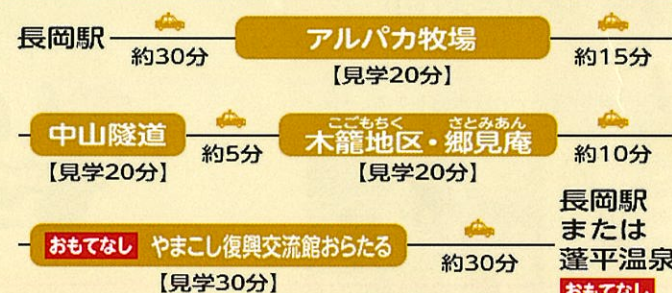 長岡駅 約30分 アルパカ牧場 約15分
【見学20分】
中山隧道 約5分 木籠地区・郷見庵 約10分
こごもちく さとみあん
【見学20分】 【見学20分】
おもてなし やまこし復興交流館おらたる 約30分
【見学30分】
長岡駅
または
蓬平温泉
おもてなし